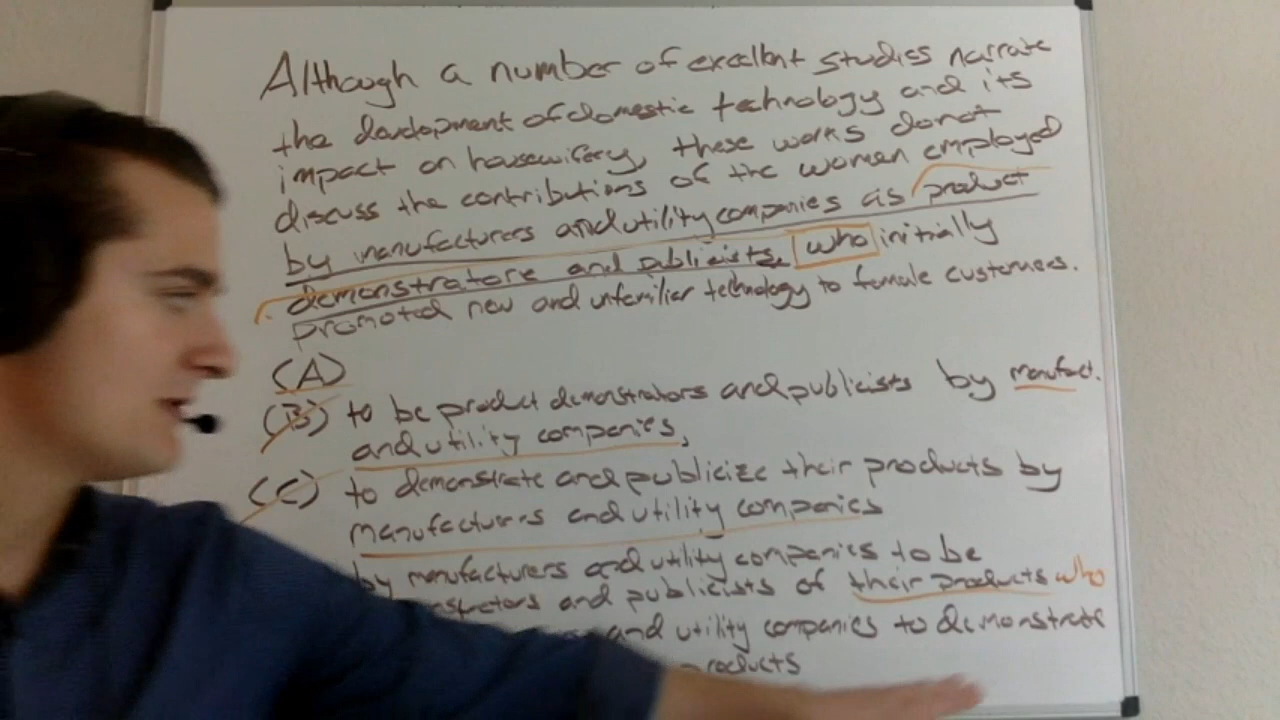 Although a number of excellent studies narrate
the development of domestic technology and its
impact on housewifery, these works do not
discuss the contributions of the women employed
by manufacturers and utility companies as product
demonstrators and publicists, who initially
promoted new and unfamiliar technology to female customers.
(A)
(B) to be product demonstrators and publicists by manufact.
and utility companies,
(C) to demonstrate and publicize their products by
manufacturers and utility companies
by manufacturers and utility companies to be
and publicists of their products who
and utility companies to demonstrate
products